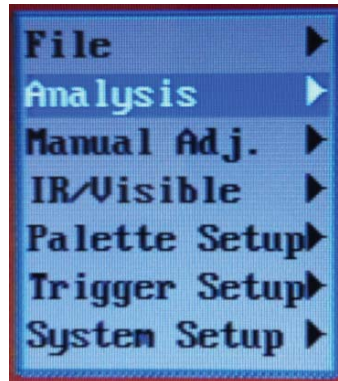 File
Analysis
Manual Adj.
IR/Visible
Palette Setup
Trigger Setup
System Setup